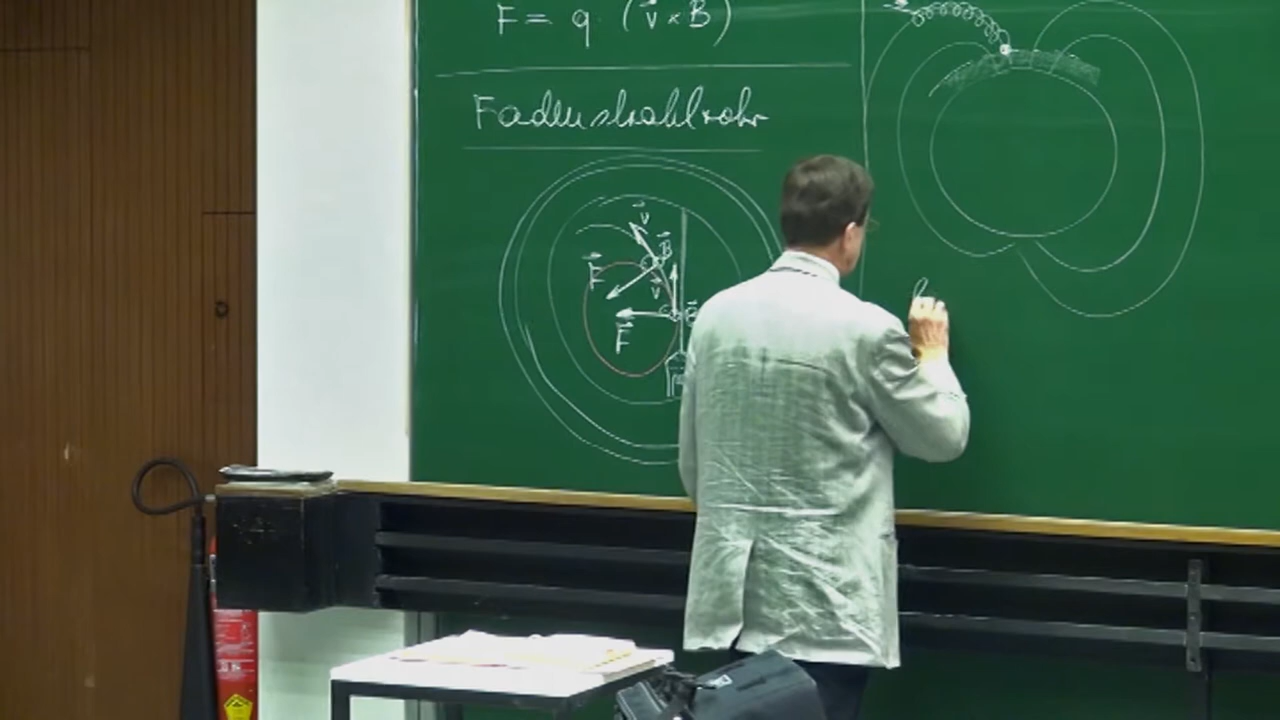 F = q (v⃗ × B⃗)
Fadenstrahlrohr
v⃗
B⃗
F⃗
v⃗
F⃗